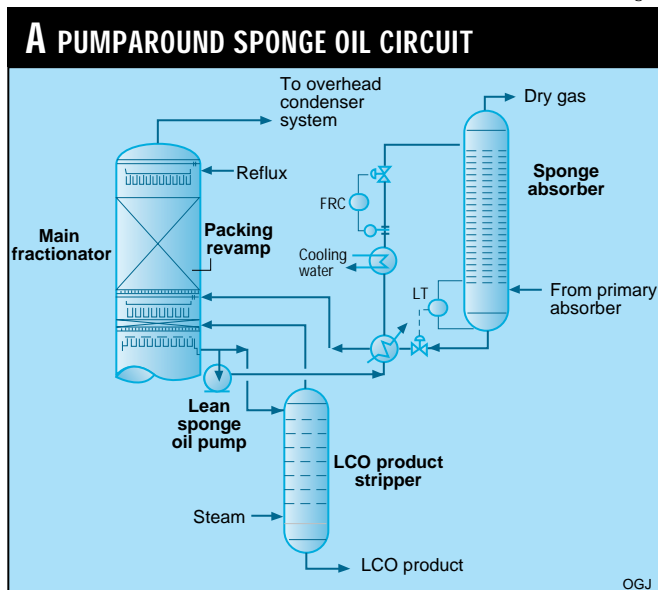 A PUMPAROUND SPONGE OIL CIRCUIT
To overhead
condenser
system
Dry gas
Reflux
Sponge
absorber
FRC
Main
fractionator
Packing
revamp
Cooling
water
LT
From primary
absorber
Lean
sponge
oil pump
LCO product
stripper
Steam
LCO product
OGJ